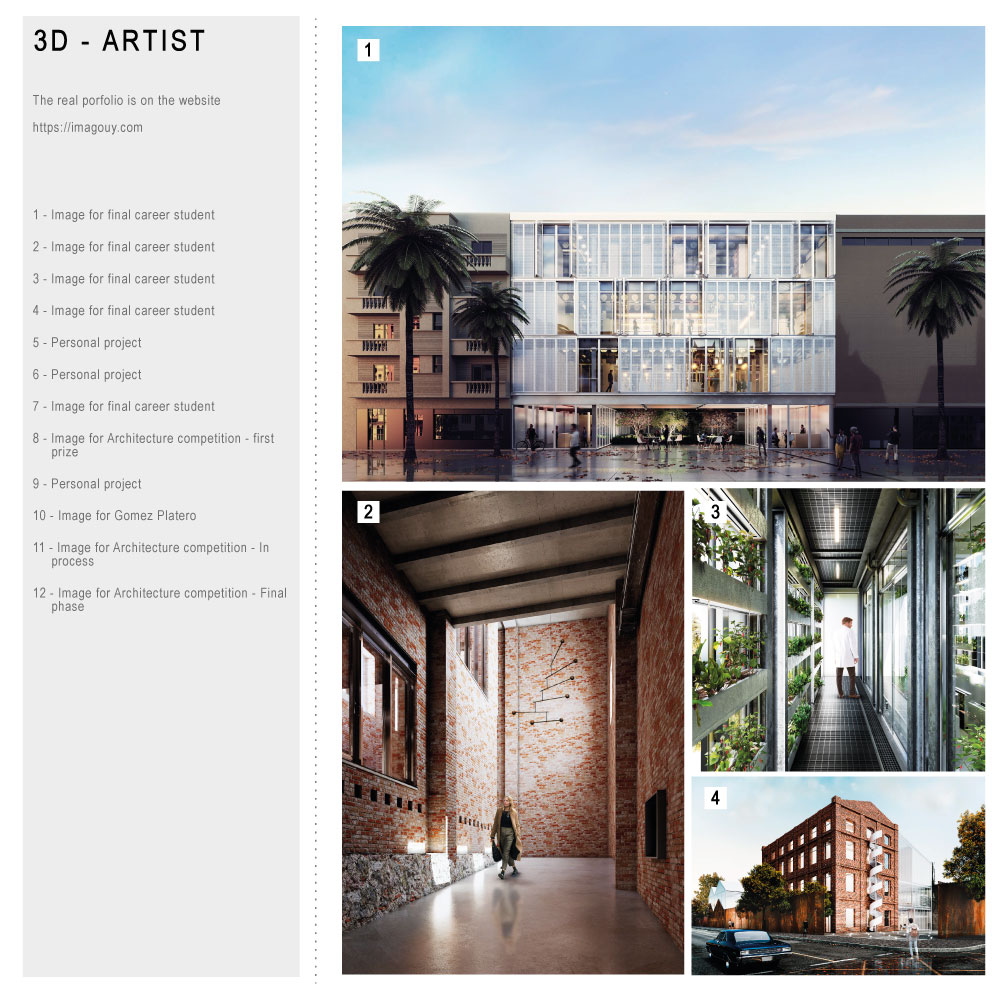 3D - ARTIST
The real porfolio is on the website
https://imagouy.com
1 - Image for final career student
2 - Image for final career student
3 - Image for final career student
4 - Image for final career student
5 - Personal project
6 - Personal project
7 - Image for final career student
8 - Image for Architecture competition - first
prize
9 - Personal project
10 - Image for Gomez Platero
11 - Image for Architecture competition - In
process
12 - Image for Architecture competition - Final
phase
1
2
3
4